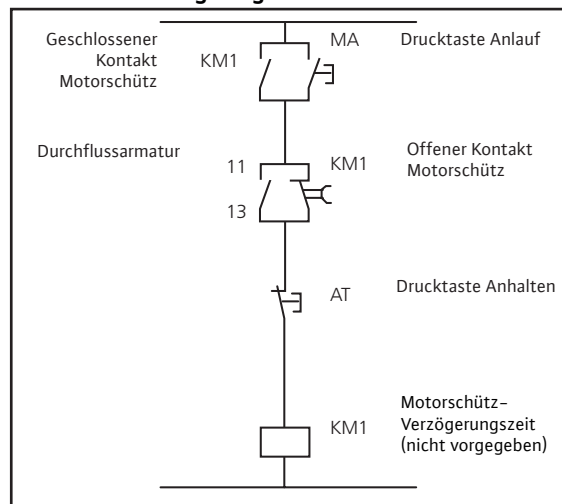 Geschlossener
Kontakt
Motorschütz
KM1
MA
Drucktaste Anlauf
Durchflussarmatur
11
13
KM1
Offener Kontakt
Motorschütz
AT
Drucktaste Anhalten
KM1
Motorschütz-
Verzögerungszeit
(nicht vorgegeben)